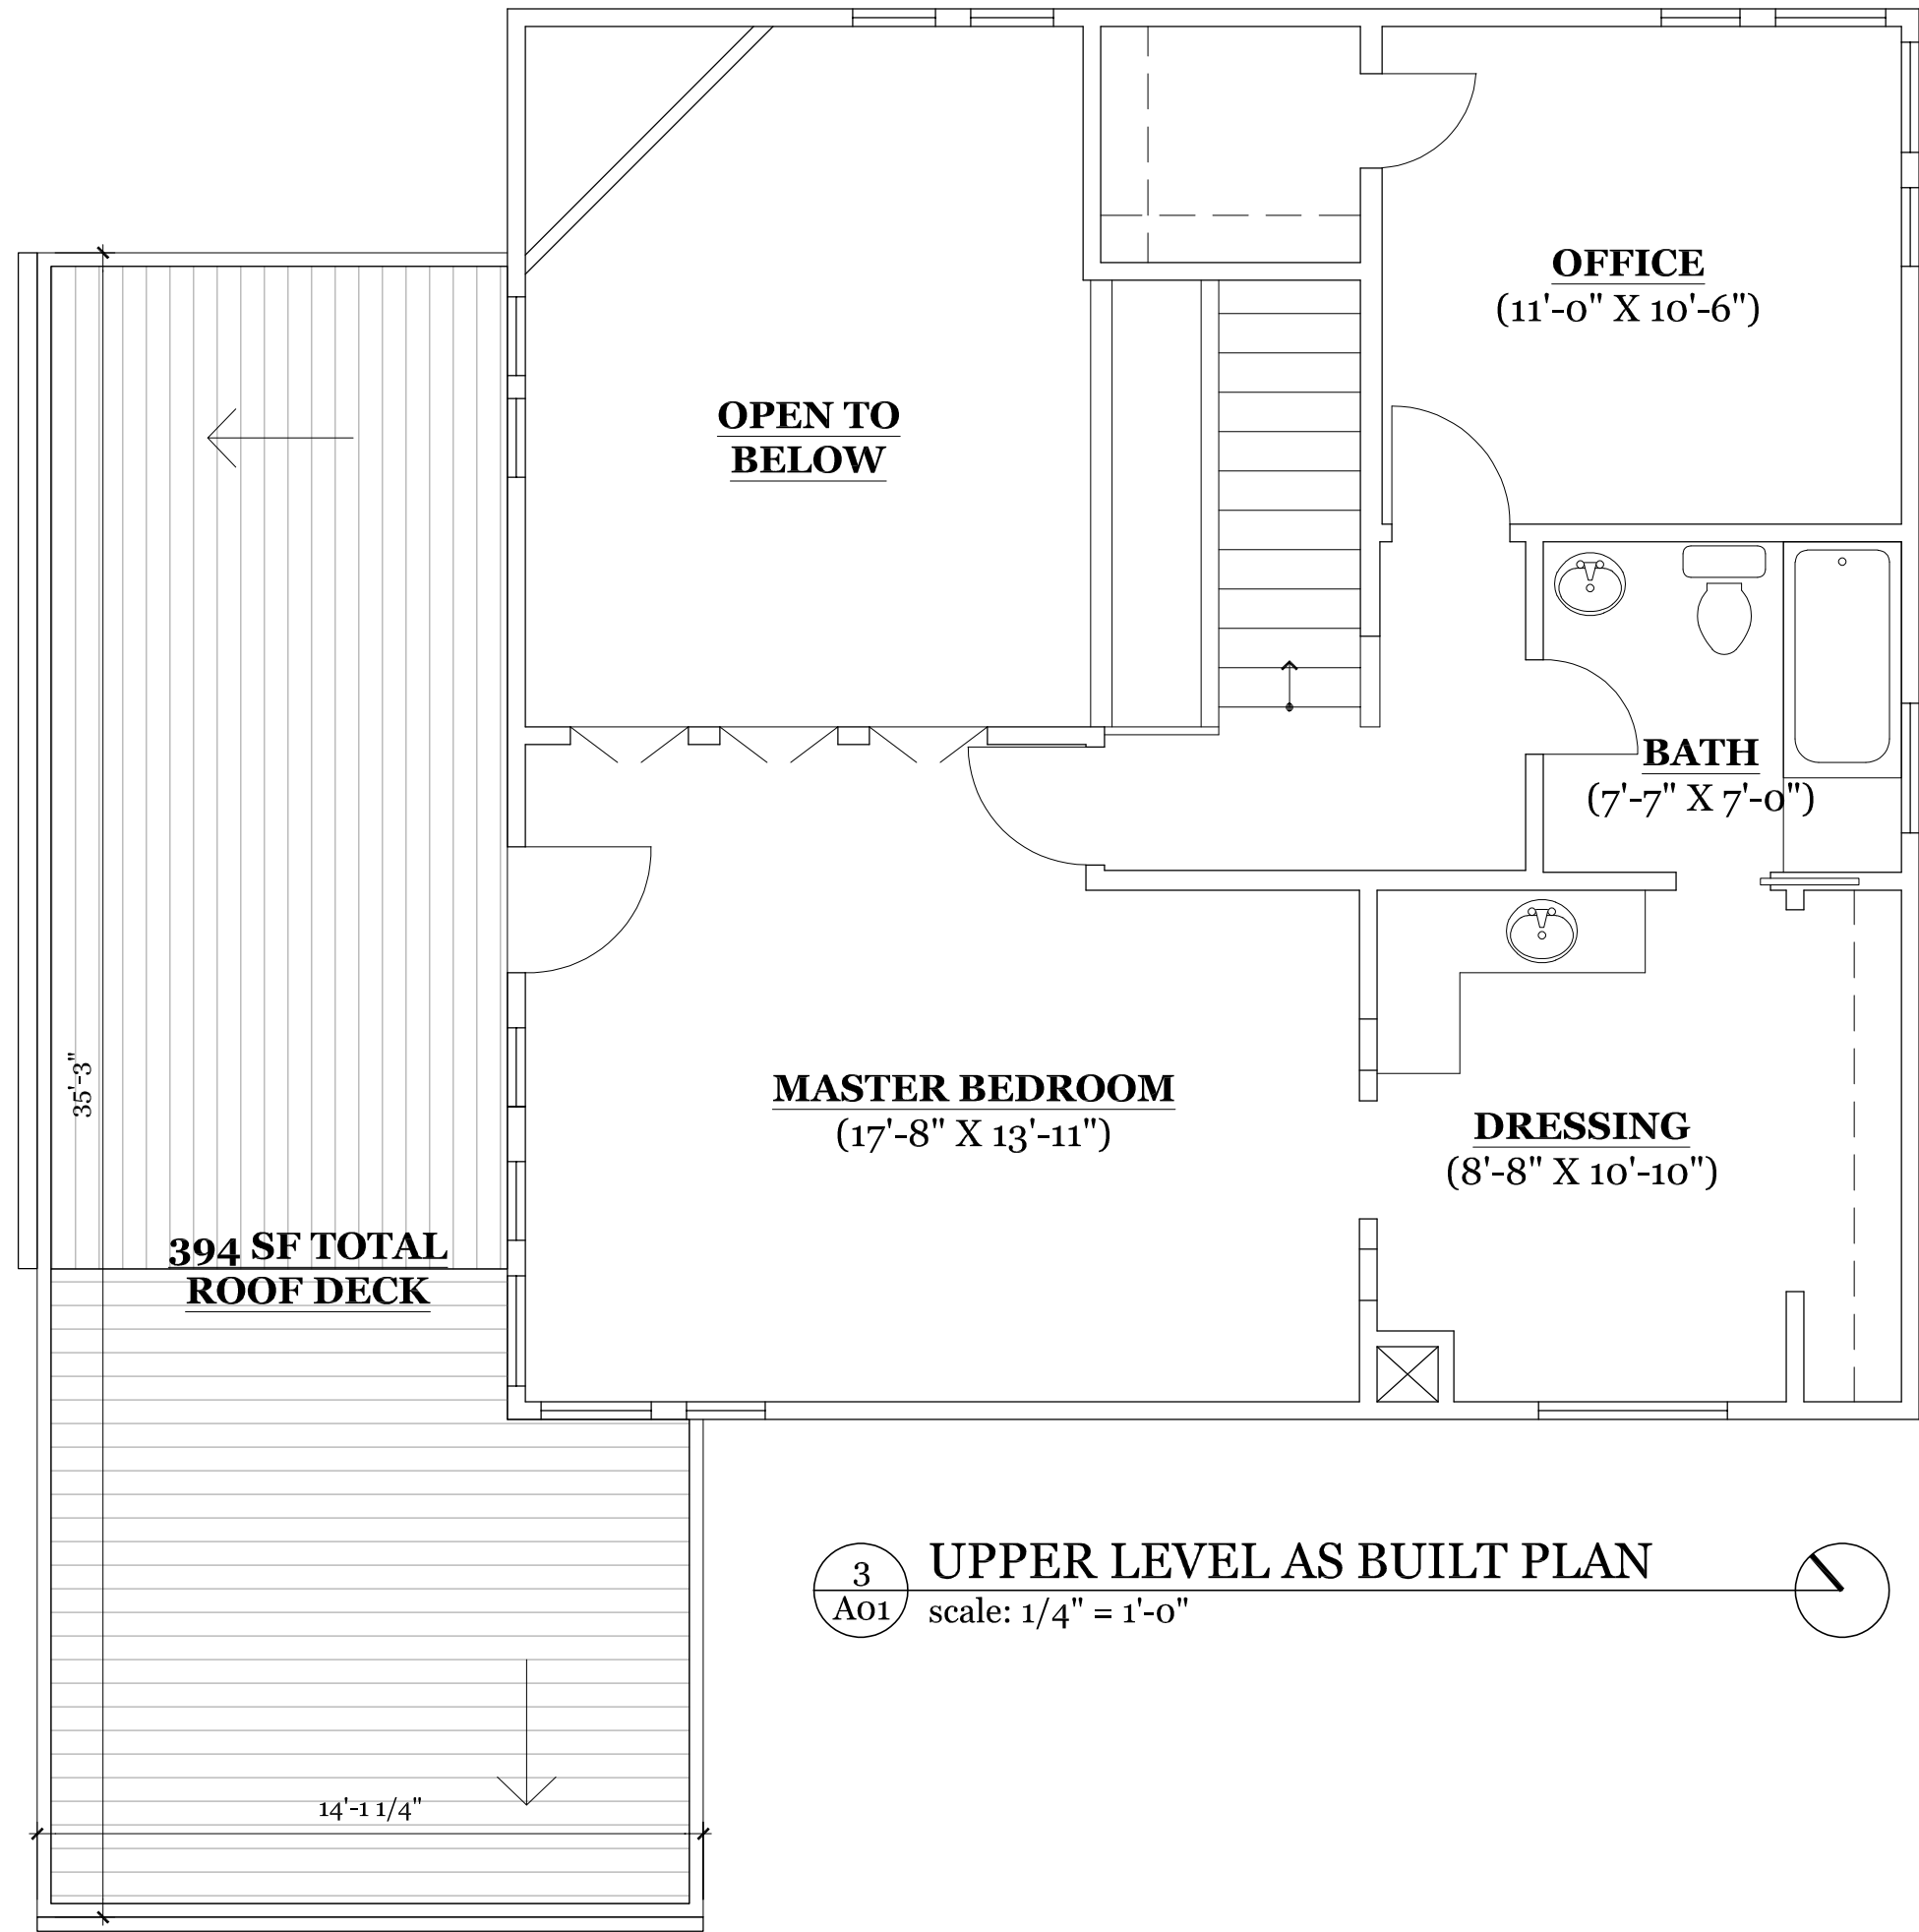 OFFICE
(11'-0" X 10'-6")
OPEN TO
BELOW
BATH
(7'-7" X 7'-0")
35'-3"
MASTER BEDROOM
(17'-8" X 13'-11")
DRESSING
(8'-8" X 10'-10")
394 SF TOTAL
ROOF DECK
3
A01
UPPER LEVEL AS BUILT PLAN
scale: 1/4" = 1'-0"
14'-1 1/4"